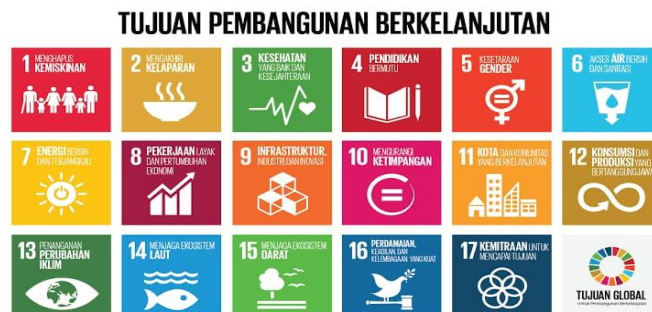 TUJUAN PEMBANGUNAN BERKELANJUTAN
1 MENGHAPUS
KEMISKINAN
2 MENGAKHIRI
KELAPARAN
3 KESEHATAN
YANG BAIK DAN
KESEJAHTERAAN
4 PENDIDIKAN
BERMUTU
5 KESETARAAN
GENDER
6 AKSES AIR BERSIH
DAN SANITASI
7 ENERGI BERSIH
DAN TERJANGKAU
8 PEKERJAAN LAYAK
DAN PERTUMBUHAN
EKONOMI
9 INFRASTRUKTUR,
INDUSTRI DAN INOVASI
10 MENGURANGI
KETIMPANGAN
11 KOTA DAN KOMUNITAS
YANG BERKELANJUTAN
12 KONSUMSI DAN
PRODUKSI YANG
BERTANGGUNGJAWAB
13 PENANGANAN
PERUBAHAN
IKLIM
14 MENJAGA EKOSISTEM
LAUT
15 MENJAGA EKOSISTEM
DARAT
16 PERDAMAIAN,
KEADILAN, DAN
KELEMBAGAAN YANG KUAT
17 KEMITRAAN UNTUK
MENCAPAI TUJUAN
TUJUAN GLOBAL
untuk Pembangunan Berkelanjutan